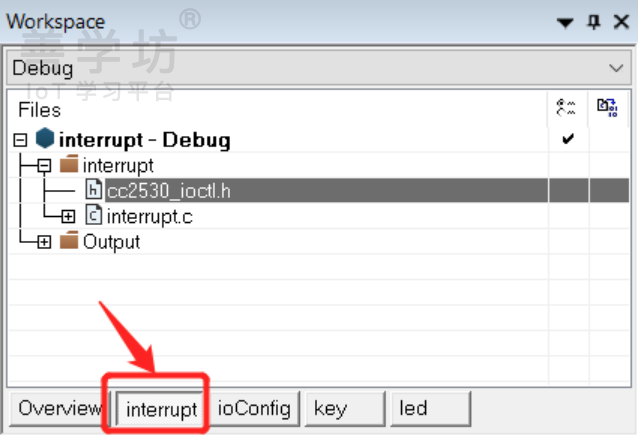 Workspace
善学坊®
IoT 学习平台
Debug
Files
interrupt - Debug
interrupt
cc2530_ioctl.h
interrupt.c
Output
Overview interrupt ioConfig key led